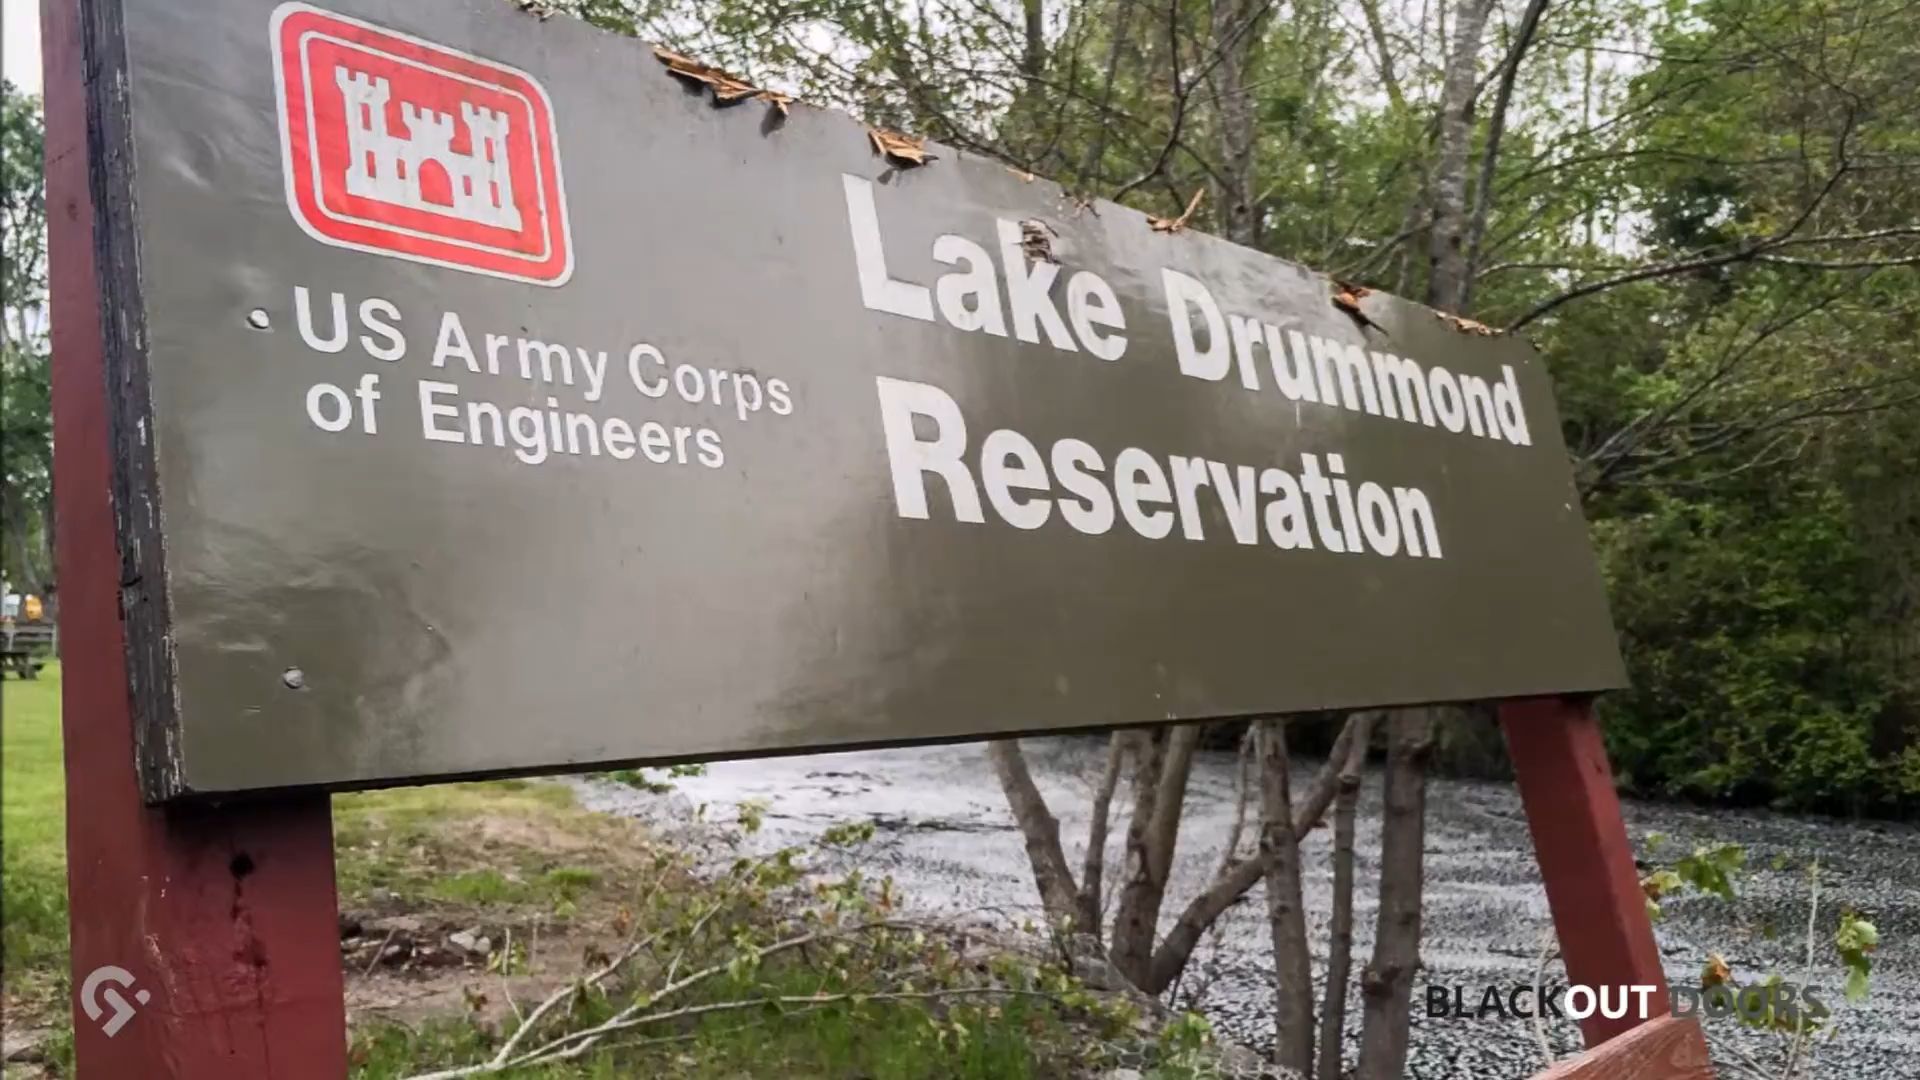 US Army Corps
of Engineers
Lake Drummond
Reservation
BLACKOUT DOORS